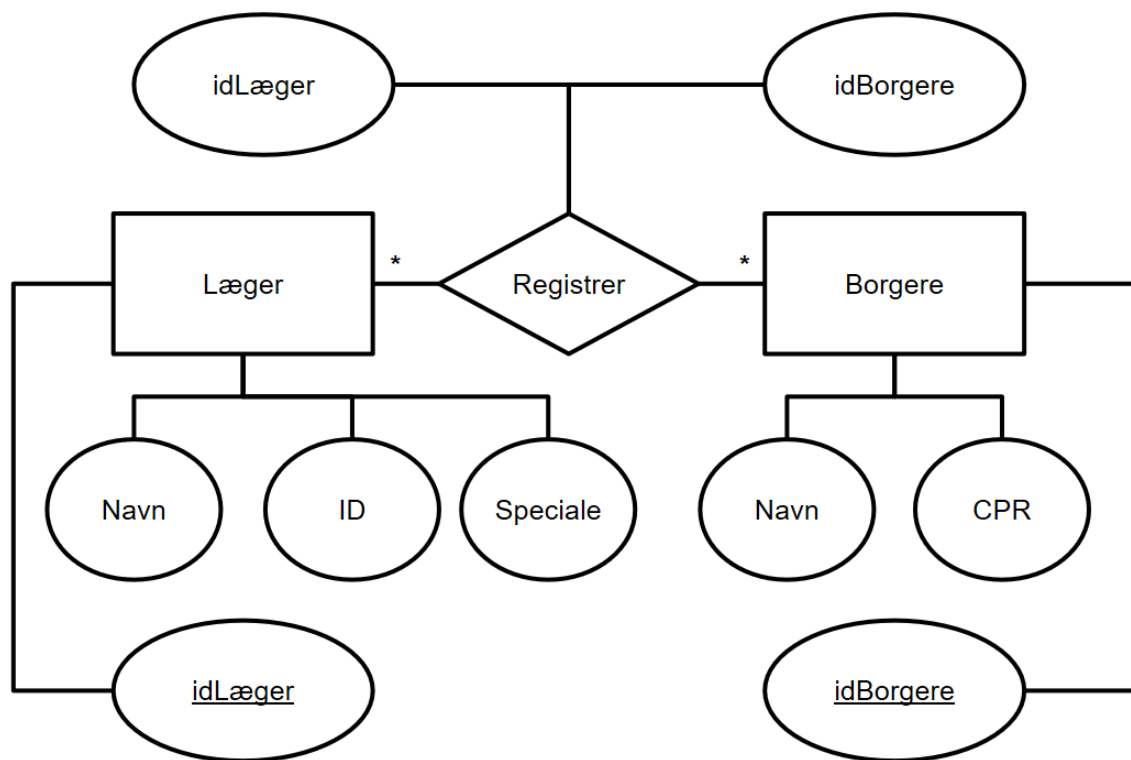 idLæger
idBorgere
Læger
*
Registrer
*
Borgere
Navn
ID
Speciale
Navn
CPR
idLæger
idBorgere